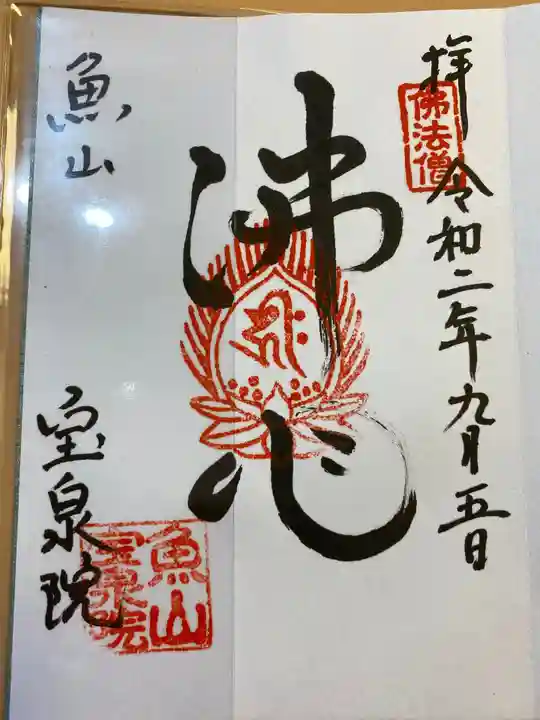 拝 令和二年九月五日
佛法僧
佛心
魚山
宝泉院
魚山
宝泉院